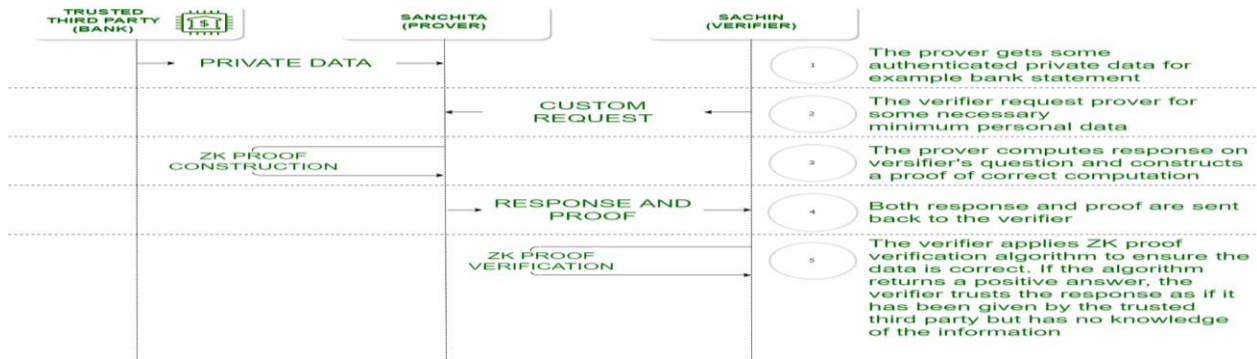 TRUSTED
THIRD PARTY
(BANK)
$
SANCHITA
(PROVER)
SACHIN
(VERIFIER)
PRIVATE DATA
1
The prover gets some
authenticated private data for
example bank statement
CUSTOM
REQUEST
2
The verifier request prover for
some necessary
minimum personal data
ZK PROOF
CONSTRUCTION
3
The prover computes response on
versifier's question and constructs
a proof of correct computation
RESPONSE AND
PROOF
4
Both response and proof are sent
back to the verifier
ZK PROOF
VERIFICATION
5
The verifier applies ZK proof
verification algorithm to ensure the
data is correct. If the algorithm
returns a positive answer, the
verifier trusts the response as if it
has been given by the trusted
third party but has no knowledge
of the information